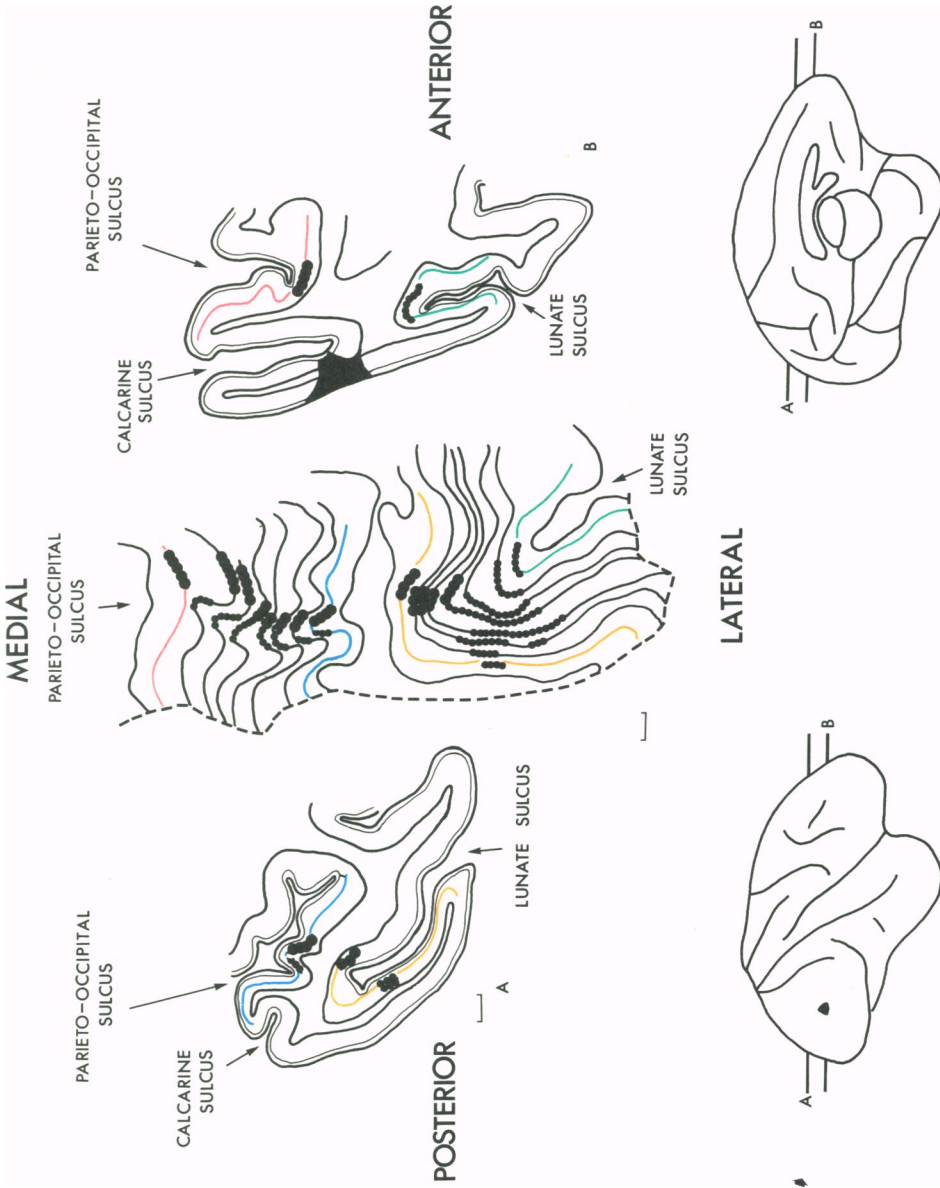 MEDIAL
PARIETO-OCCIPITAL
SULCUS
PARIETO-OCCIPITAL
SULCUS
CALCARINE
SULCUS
ANTERIOR
LUNATE
SULCUS
B
LUNATE
SULCUS
LATERAL
PARIETO-OCCIPITAL
SULCUS
CALCARINE
SULCUS
LUNATE SULCUS
A
POSTERIOR
A
B
A
B